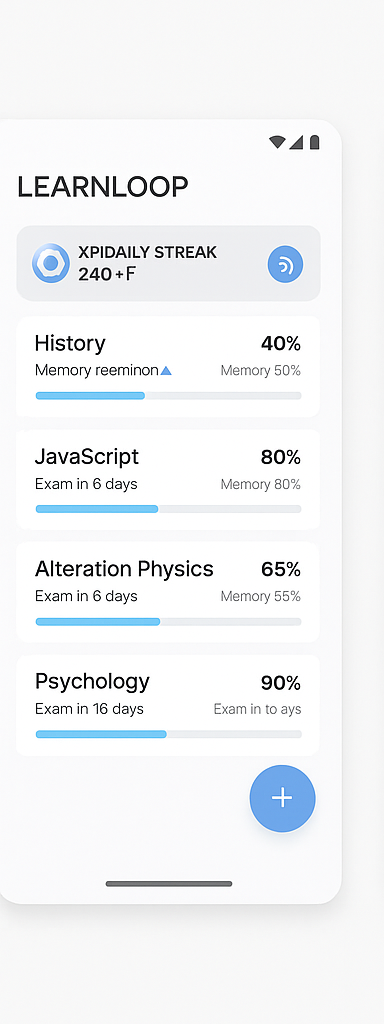 LEARNLOOP
XPIDAILY STREAK
240+F
History 40%
Memory reeminon Memory 50%
JavaScript 80%
Exam in 6 days Memory 80%
Alteration Physics 65%
Exam in 6 days Memory 55%
Psychology 90%
Exam in 16 days Exam in to ays